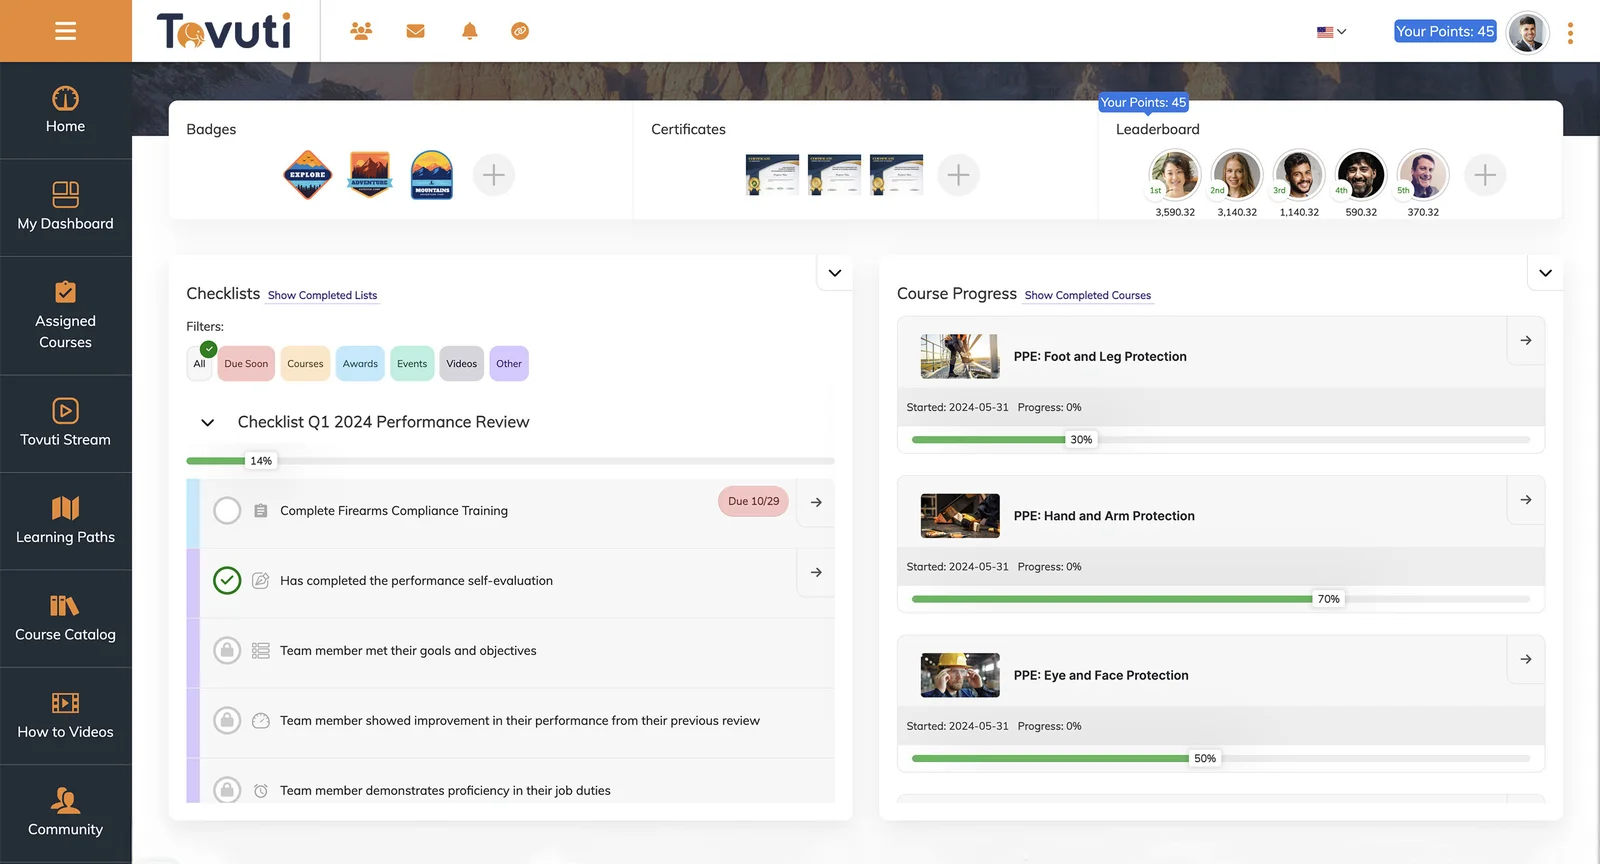 Tovuti
Your Points: 45
Home
My Dashboard
Assigned
Courses
Tovuti Stream
Learning Paths
Course Catalog
How to Videos
Community
Badges
EXPLORE
ADVENTURE
MOUNTAINS
Certificates
Your Points: 45
Leaderboard
1st
2nd
3rd
4th
5th
3,590.32
3,140.32
1,140.32
590.32
370.32
Checklists Show Completed Lists
Filters:
All
Due Soon
Courses
Awards
Events
Videos
Other
Checklist Q1 2024 Performance Review
14%
Complete Firearms Compliance Training
Due 10/29
Has completed the performance self-evaluation
Team member met their goals and objectives
Team member showed improvement in their performance from their previous review
Team member demonstrates proficiency in their job duties
Course Progress Show Completed Courses
PPE: Foot and Leg Protection
Started: 2024-05-31 Progress: 0%
30%
PPE: Hand and Arm Protection
Started: 2024-05-31 Progress: 0%
70%
PPE: Eye and Face Protection
Started: 2024-05-31 Progress: 0%
50%